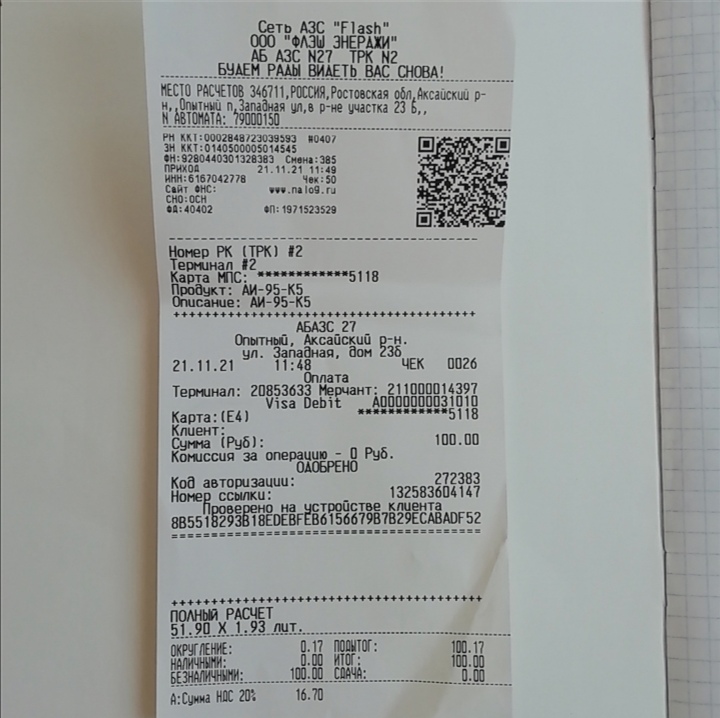 Сеть АЗС "Flash"
ООО "ФЛЭШ ЭНЕРДЖИ"
АБ АЗС N27 ТРК N2
БУДЕМ РАДЫ ВИДЕТЬ ВАС СНОВА!
МЕСТО РАСЧЕТОВ 346711,РОССИЯ,Ростовская обл,Аксайский р-
н,,Опытный п,Западная ул,в р-не участка 23 Б,,
N АВТОМАТА: 79000150
РН ККТ:0002848723039593 #0407
ЗН ККТ:0140500005014545
ФН:9280440301328383 Смена:385
ПРИХОД 21.11.21 11:49
ИНН:6167042778 Чек:50
Сайт ФНС: www.nalog.ru
СНО:ОСН
ФД:40402 ФП:1971523529
Номер РК (ТРК) #2
Терминал #2
Карта МПС: ************5118
Продукт: АИ-95-К5
Описание: АИ-95-К5
++++++++++++++++++++++++++++++++++++++++
АБАЗС 27
Опытный, Аксайский р-н.
ул. Западная, дом 23б
21.11.21 11:48 ЧЕК 0026
Оплата
Терминал: 20853633 Мерчант: 211000014397
Visa Debit A0000000031010
Карта:(E4) ************5118
Клиент:
Сумма (Руб): 100.00
Комиссия за операцию - 0 Руб.
ОДОБРЕНО
Код авторизации: 272383
Номер ссылки: 132583604147
Проверено на устройстве клиента
8B5518293B18EDEBFEB6156679B7B29ECABADF52
========================================
++++++++++++++++++++++++++++++++++++++++
ПОЛНЫЙ РАСЧЕТ
51.90 X 1.93 лит.
ОКРУГЛЕНИЕ: 0.17 ПОДЫТОГ: 100.17
НАЛИЧНЫМИ: 0.00 ИТОГ: 100.00
БЕЗНАЛИЧНЫМИ: 100.00 СДАЧА: 0.00
А:Сумма НДС 20% 16.70